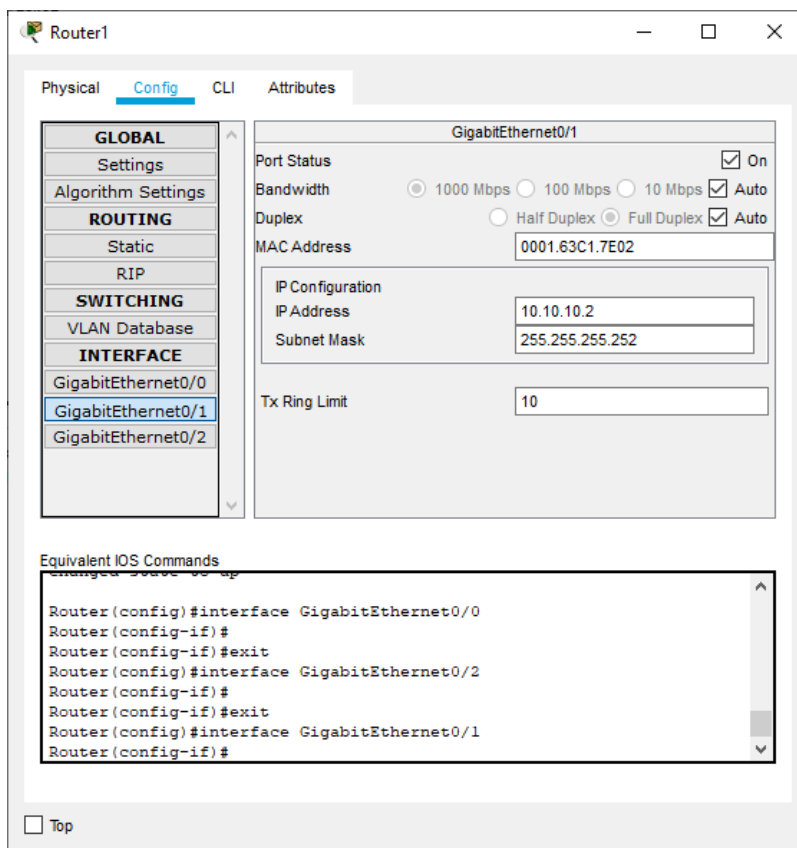 Router1
Physical Config CLI Attributes
GLOBAL
Settings
Algorithm Settings
ROUTING
Static
RIP
SWITCHING
VLAN Database
INTERFACE
GigabitEthernet0/0
GigabitEthernet0/1
GigabitEthernet0/2
GigabitEthernet0/1
Port Status On
Bandwidth 1000 Mbps 100 Mbps 10 Mbps Auto
Duplex Half Duplex Full Duplex Auto
MAC Address 0001.63C1.7E02
IP Configuration
IP Address 10.10.10.2
Subnet Mask 255.255.255.252
Tx Ring Limit 10
Equivalent IOS Commands
Router(config)#interface GigabitEthernet0/0
Router(config-if)#
Router(config-if)#exit
Router(config)#interface GigabitEthernet0/2
Router(config-if)#
Router(config-if)#exit
Router(config)#interface GigabitEthernet0/1
Router(config-if)#
Top